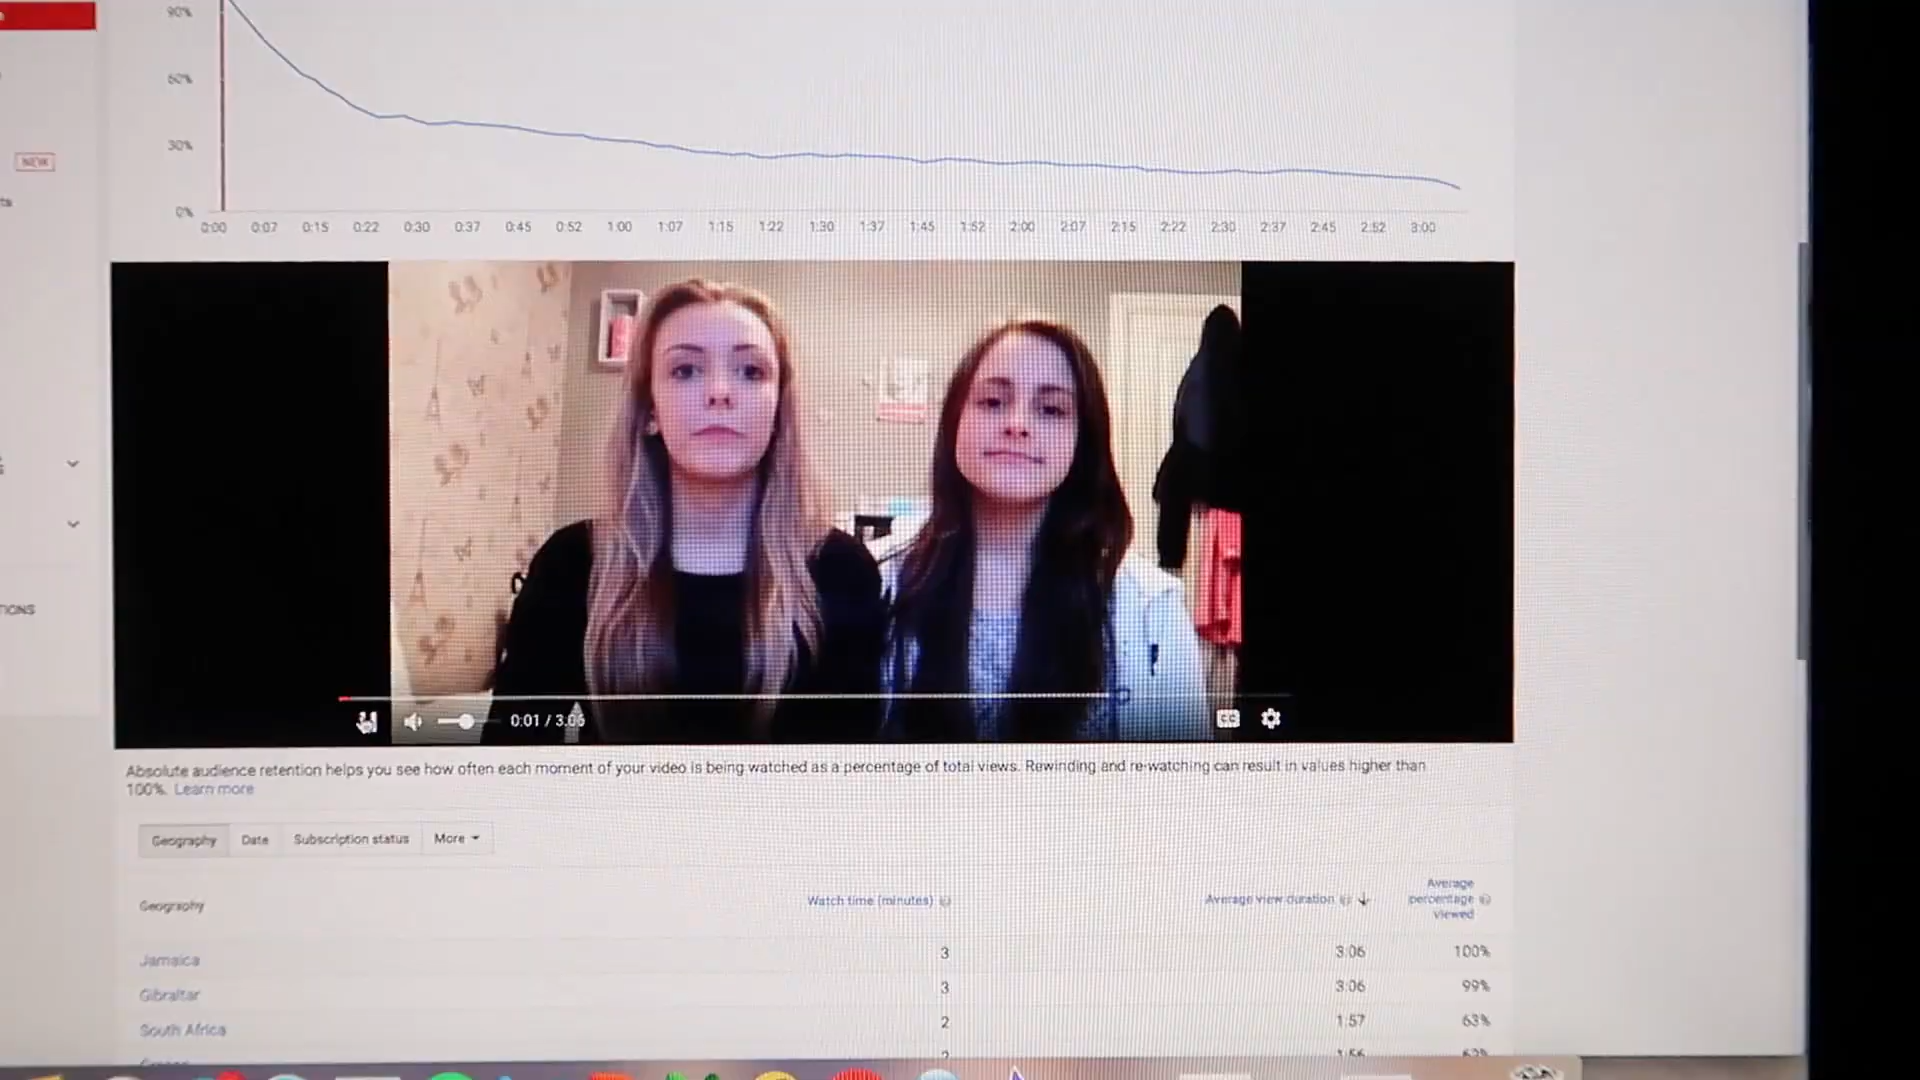 90%
60%
30%
0%
0:00 0:07 0:15 0:22 0:30 0:37 0:45 0:52 1:00 1:07 1:15 1:22 1:30 1:37 1:45 1:52 2:00 2:07 2:15 2:22 2:30 2:37 2:45 2:52 3:00
NEW
ts
TIONS
0:01 / 3:06
CC
Absolute audience retention helps you see how often each moment of your video is being watched as a percentage of total views. Rewinding and re-watching can result in values higher than
100%. Learn more
Geography Date Subscription status More
Geography Watch time (minutes) Average view duration Average percentage viewed
Jamaica 3 3:06 100%
Gibraltar 3 3:06 99%
South Africa 2 1:57 63%